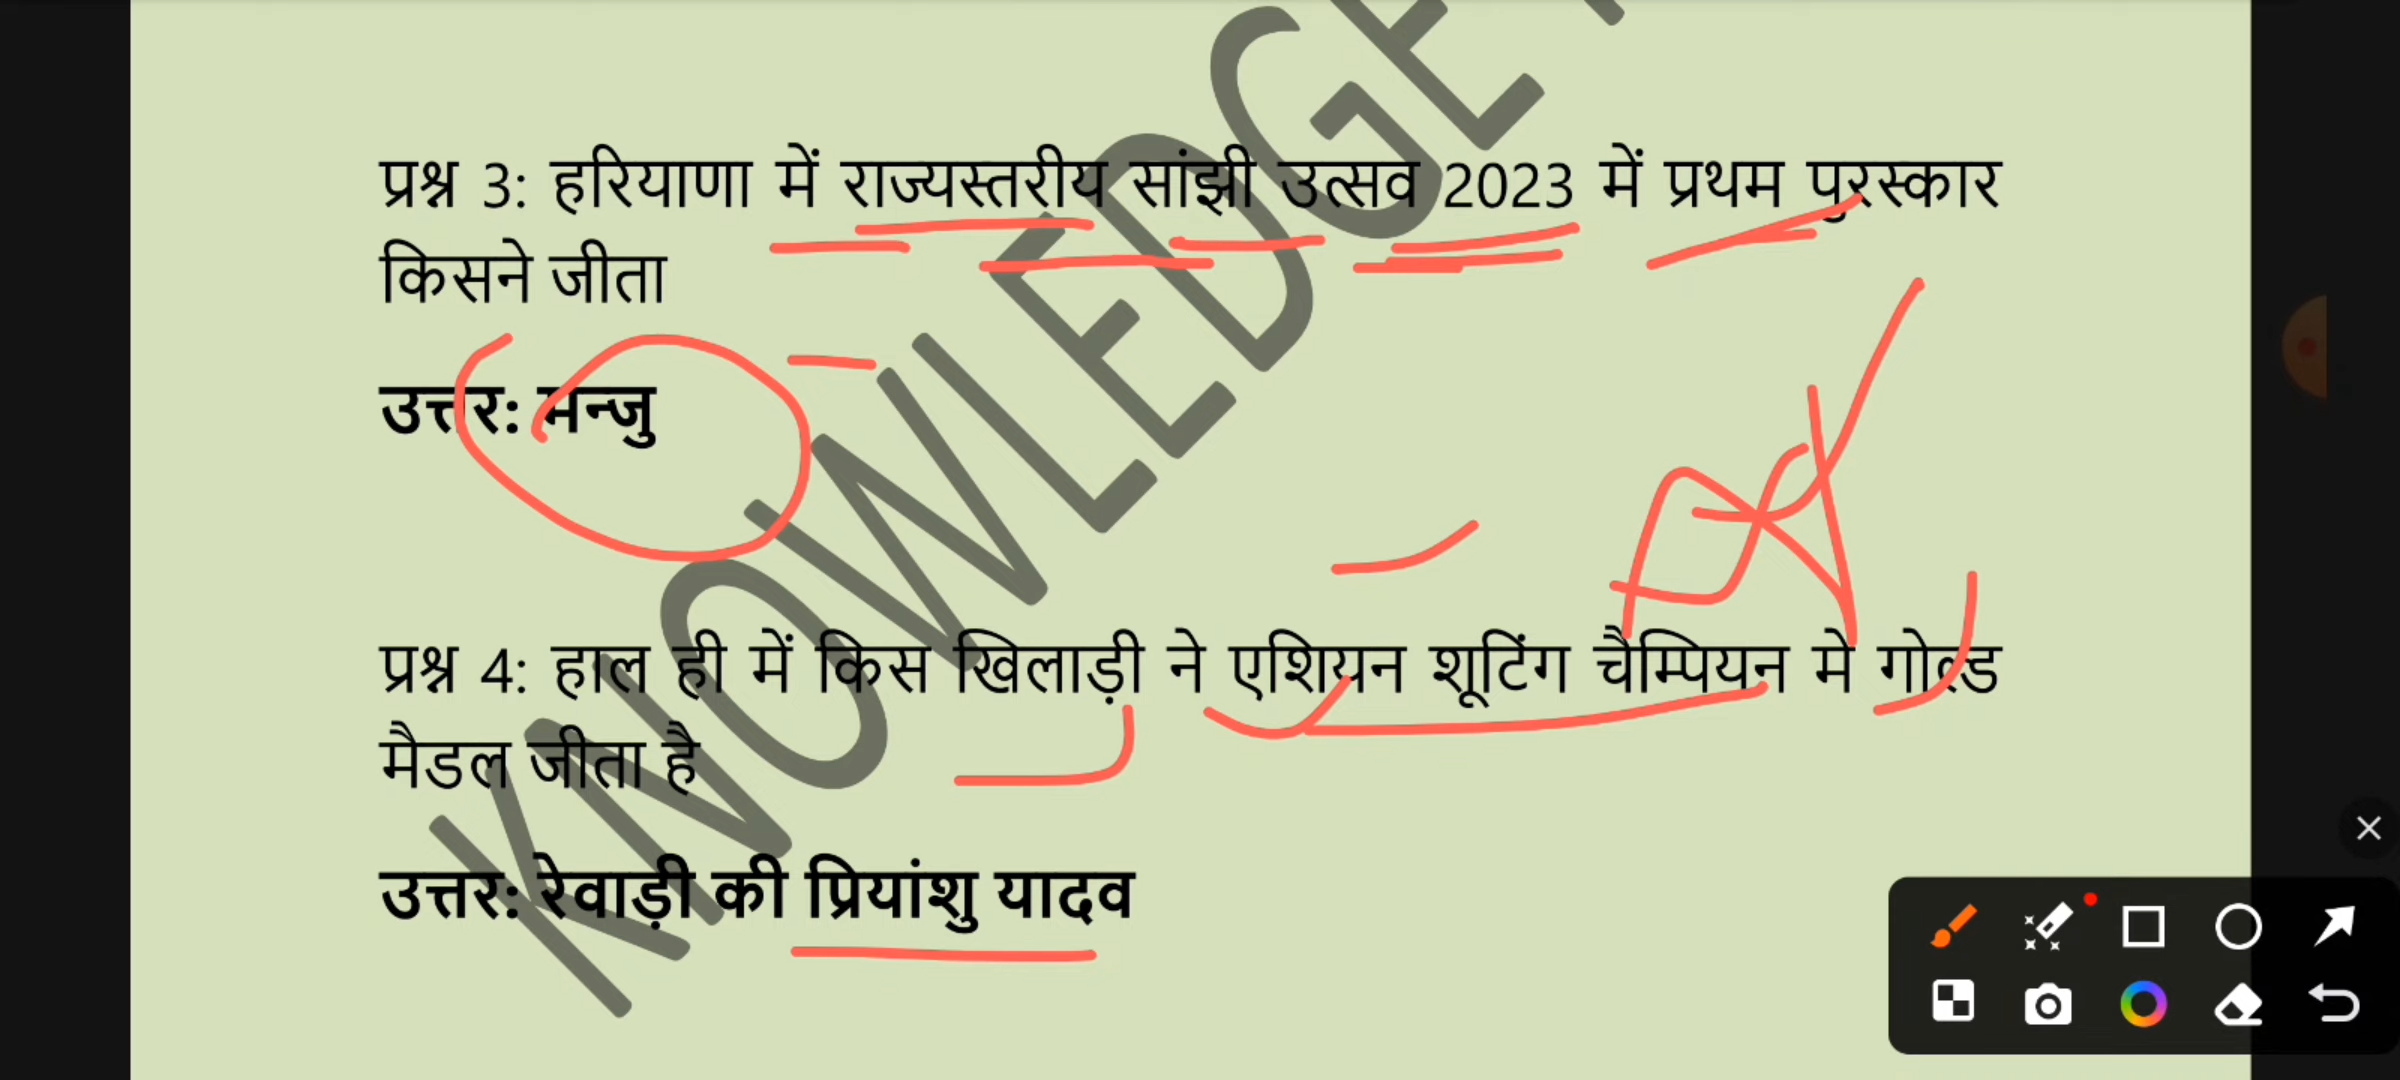 प्रश्न 3: हरियाणा में राज्यस्तरीय सांझी उत्सव 2023 में प्रथम पुरस्कार
किसने जीता
उत्तर: मन्जु
प्रश्न 4: हाल ही में किस खिलाड़ी ने एशियन शूटिंग चैम्पियन मे गोल्ड
मैडल जीता है
उत्तर: रेवाड़ी की प्रियांशु यादव
KNOWLEDGE